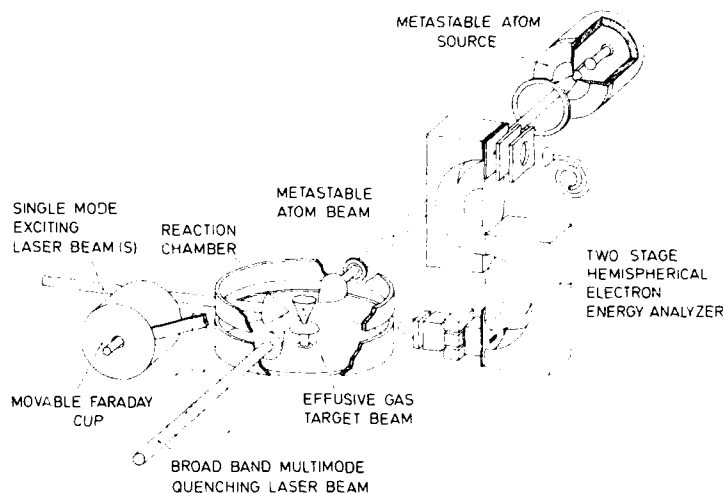 METASTABLE ATOM
SOURCE
METASTABLE
ATOM BEAM
SINGLE MODE
EXCITING
LASER BEAM(S)
REACTION
CHAMBER
TWO STAGE
HEMISPHERICAL
ELECTRON
ENERGY ANALYZER
MOVABLE FARADAY
CUP
EFFUSIVE GAS
TARGET BEAM
BROAD BAND MULTIMODE
QUENCHING LASER BEAM